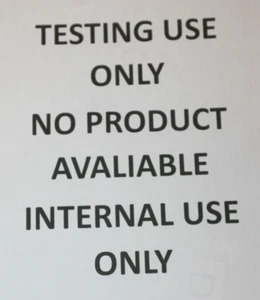 TESTING USE
ONLY
NO PRODUCT
AVALIABLE
INTERNAL USE
ONLY